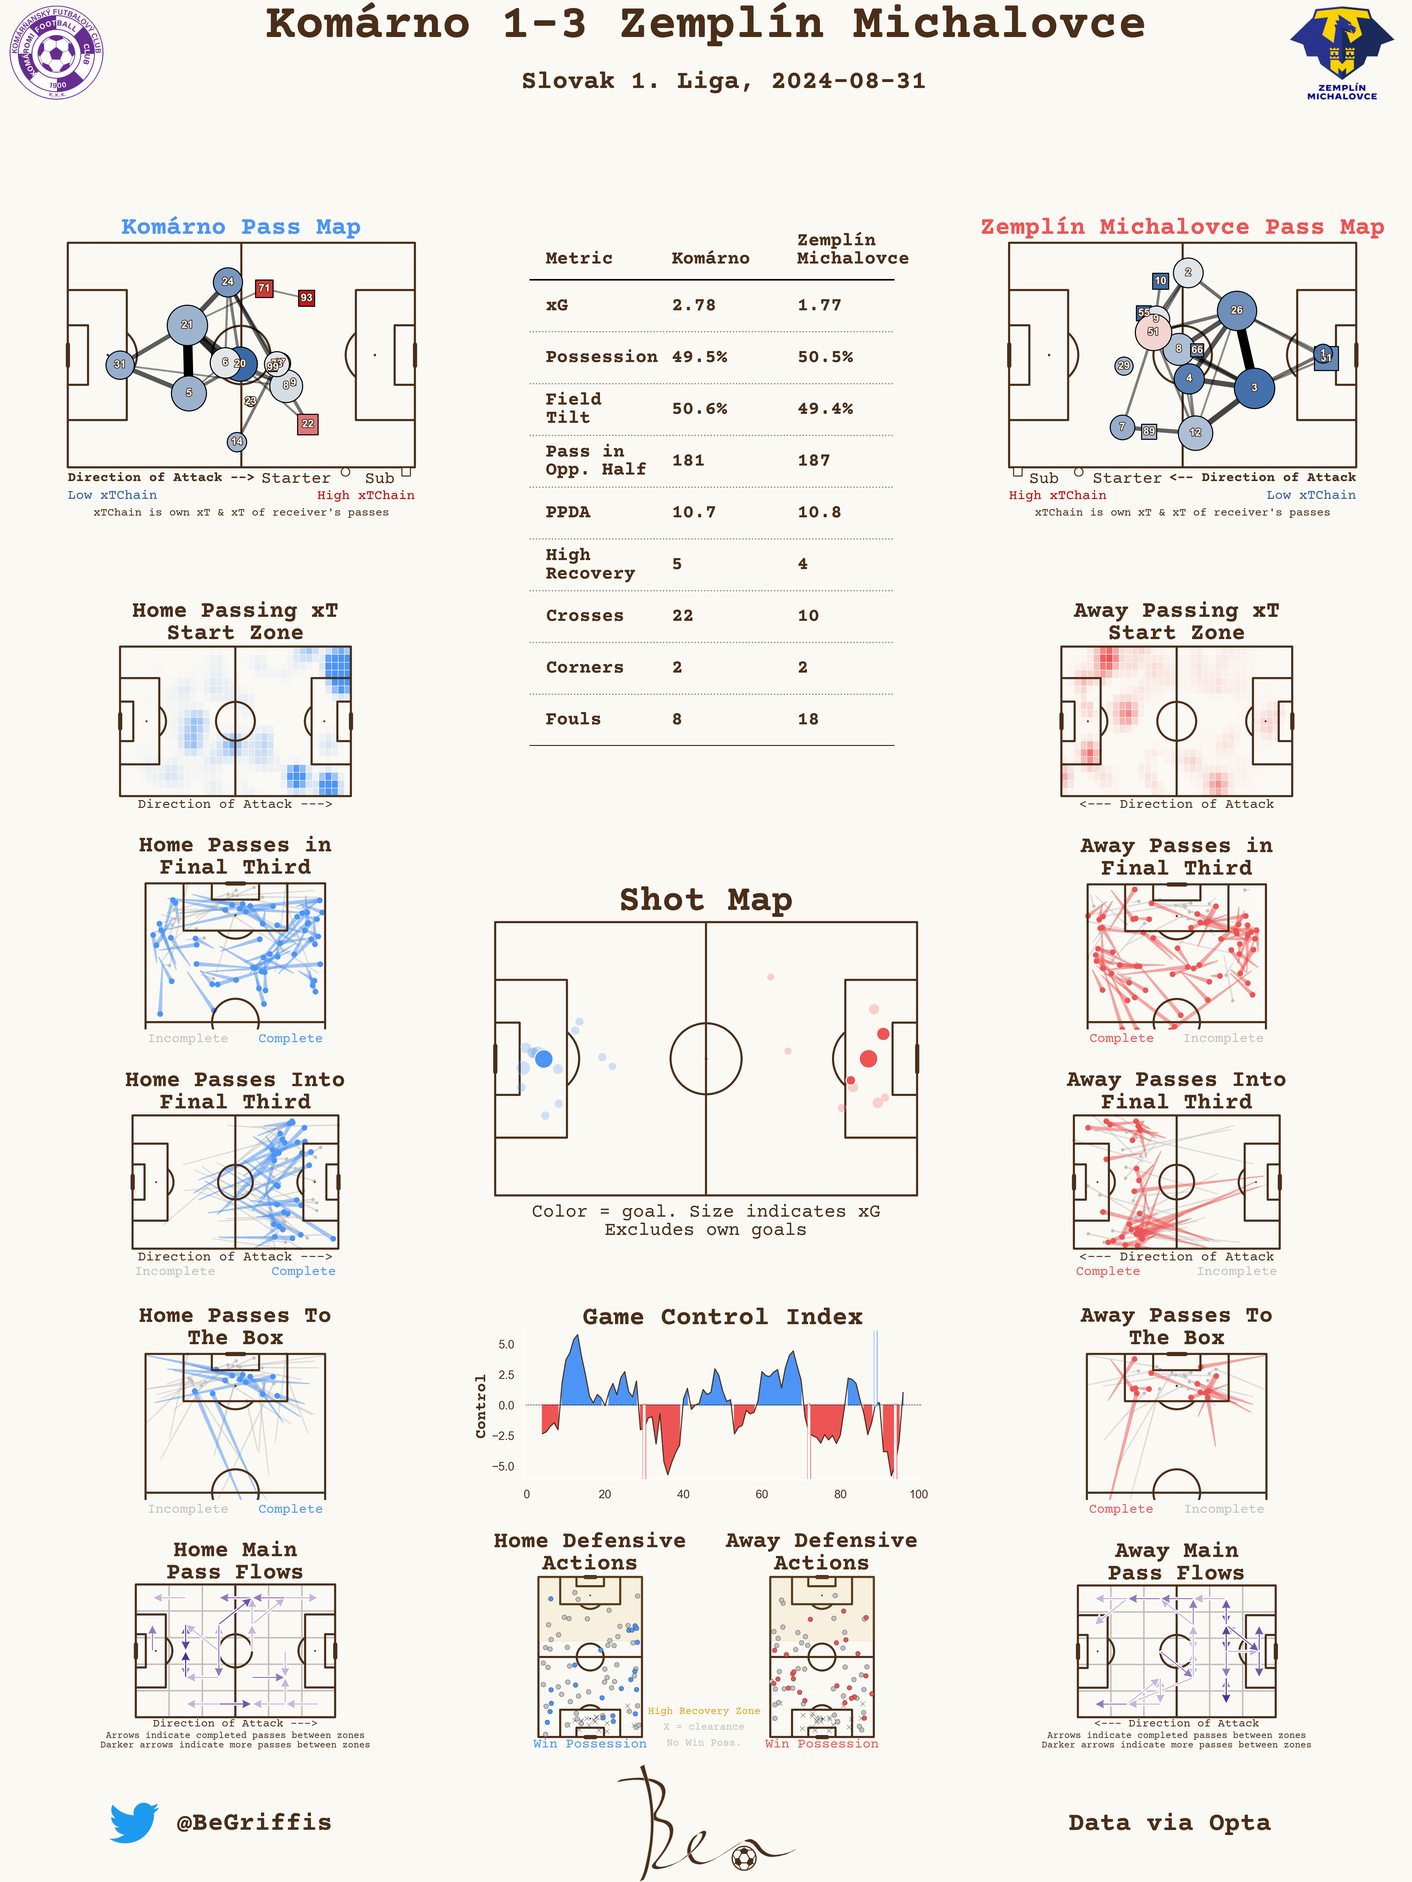 Komárno 1-3 Zemplín Michalovce
Slovak 1. Liga, 2024-08-31
KOMÁRŇANSKÝ FUTBALOVÝ CLUB
KOMÁROMI FOOTBALL CLUB
1900
K.K.K.
ZEMPLÍN
MICHALOVCE
Komárno Pass Map
24
71
93
21
31
6
20
99
8
9
5
23
22
14
Direction of Attack --> Starter Sub
Low xTChain High xTChain
xTChain is own xT & xT of receiver's passes
Metric Komárno Zemplín
Michalovce
xG 2.78 1.77
Possession 49.5% 50.5%
Field
Tilt 50.6% 49.4%
Pass in
Opp. Half 181 187
PPDA 10.7 10.8
High
Recovery 5 4
Crosses 22 10
Corners 2 2
Fouls 8 18
Zemplín Michalovce Pass Map
10
2
55
9
26
51
8
66
1
31
29
4
3
7
89
12
Sub Starter <-- Direction of Attack
High xTChain Low xTChain
xTChain is own xT & xT of receiver's passes
Home Passing xT
Start Zone
Direction of Attack --->
Away Passing xT
Start Zone
<--- Direction of Attack
Home Passes in
Final Third
Incomplete Complete
Away Passes in
Final Third
Complete Incomplete
Shot Map
Color = goal. Size indicates xG
Excludes own goals
Home Passes Into
Final Third
Direction of Attack --->
Incomplete Complete
Away Passes Into
Final Third
<--- Direction of Attack
Complete Incomplete
Home Passes To
The Box
Incomplete Complete
Game Control Index
Control
5.0
2.5
0.0
−2.5
−5.0
0 20 40 60 80 100
Away Passes To
The Box
Complete Incomplete
Home Main
Pass Flows
Direction of Attack --->
Arrows indicate completed passes between zones
Darker arrows indicate more passes between zones
Home Defensive
Actions
Win Possession
High Recovery Zone
X = clearance
No Win Poss.
Away Defensive
Actions
Win Possession
Away Main
Pass Flows
<--- Direction of Attack
Arrows indicate completed passes between zones
Darker arrows indicate more passes between zones
@BeGriffis
Ben
Data via Opta